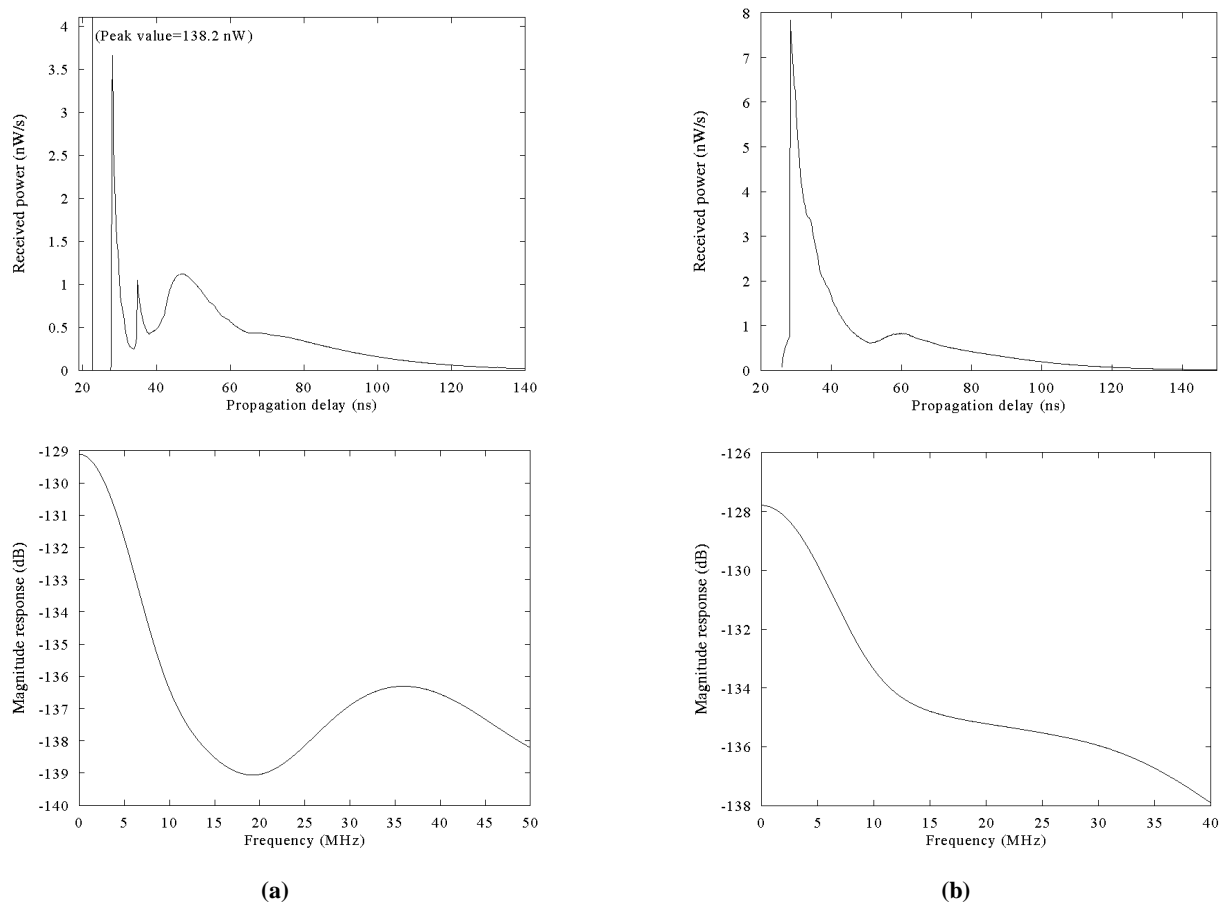 (Peak value=138.2 nW)
Received power (nW/s)
4
3.5
3
2.5
2
1.5
1
0.5
0
20 40 60 80 100 120 140
Propagation delay (ns)
Received power (nW/s)
8
7
6
5
4
3
2
1
0
20 40 60 80 100 120 140
Propagation delay (ns)
Magnitude response (dB)
-129
-130
-131
-132
-133
-134
-135
-136
-137
-138
-139
-140
0 5 10 15 20 25 30 35 40 45 50
Frequency (MHz)
Magnitude response (dB)
-126
-128
-130
-132
-134
-136
-138
0 5 10 15 20 25 30 35 40
Frequency (MHz)
(a)
(b)